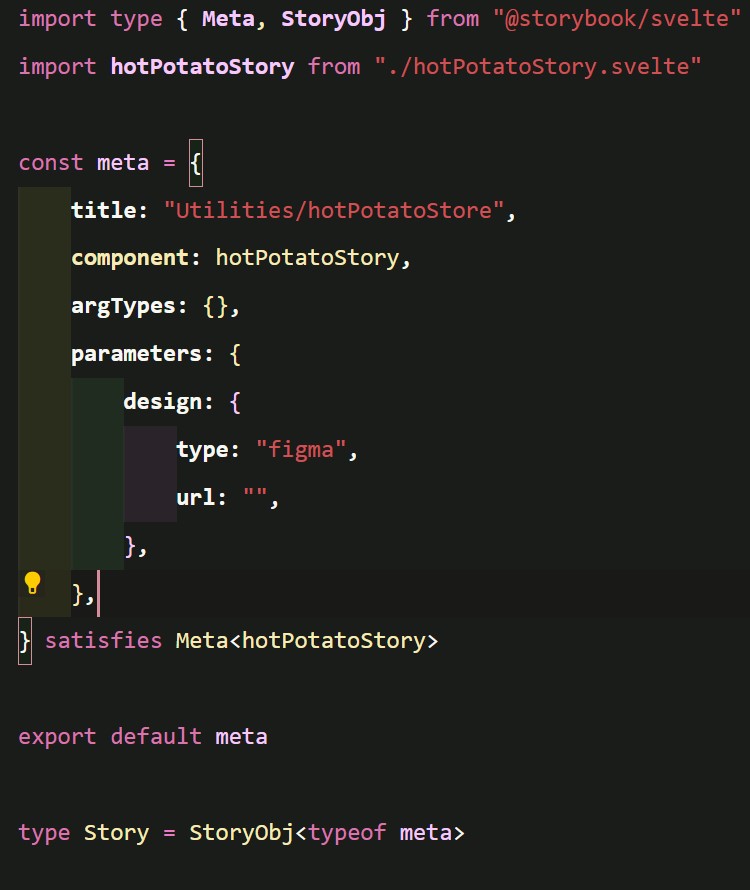 import type { Meta, StoryObj } from "@storybook/svelte"
import hotPotatoStory from "./hotPotatoStory.svelte"
const meta = {
title: "Utilities/hotPotatoStore",
component: hotPotatoStory,
argTypes: {},
parameters: {
design: {
type: "figma",
url: "",
},
},
} satisfies Meta<hotPotatoStory>
export default meta
type Story = StoryObj<typeof meta>